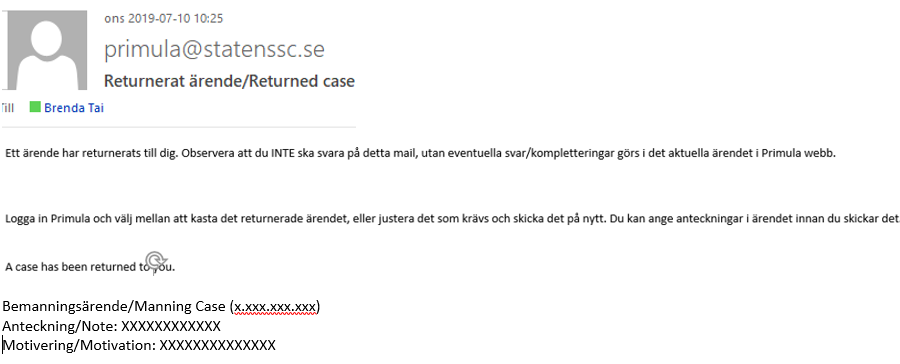 ons 2019-07-10 10:25
primula@statenssc.se
Returnerat ärende/Returned case
Till Brenda Tai
Ett ärende har returnerats till dig. Observera att du INTE ska svara på detta mail, utan eventuella svar/kompletteringar görs i det aktuella ärendet i Primula webb.
Logga in Primula och välj mellan att kasta det returnerade ärendet, eller justera det som krävs och skicka det på nytt. Du kan ange anteckningar i ärendet innan du skickar det
A case has been returned to you.
Bemanningsärende/Manning Case (x.xxx.xxx.xxx)
Anteckning/Note: XXXXXXXXXXXX
Motivering/Motivation: XXXXXXXXXXXXXX